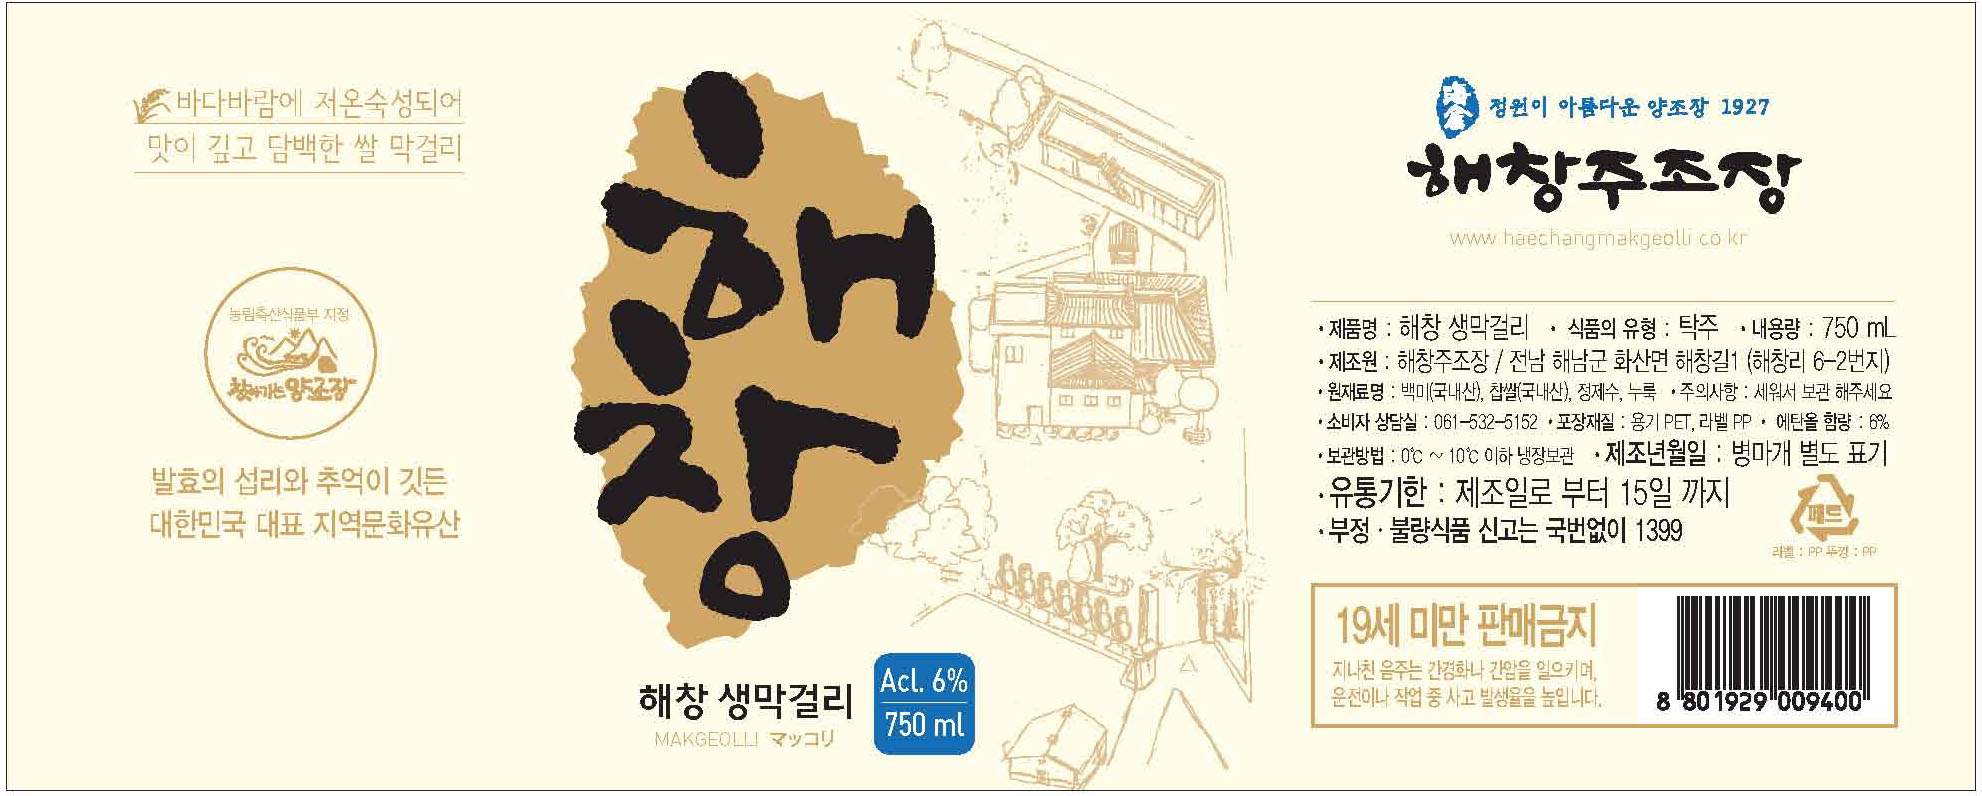 바다바람에 저온숙성되어
맛이 깊고 담백한 쌀 막걸리
농림축산식품부 지정
찾아가는 양조장
발효의 섭리와 추억이 깃든
대한민국 대표 지역문화유산
해창
해창 생막걸리
MAKGEOLLI マッコリ
Acl. 6%
750 ml
정원이 아름다운 양조장 1927
해창주조장
www.haechangmakgeolli.co.kr
• 제품명 : 해창 생막걸리 • 식품의 유형 : 탁주 • 내용량 : 750 mL
• 제조원 : 해창주조장 / 전남 해남군 화산면 해창길1 (해창리 6-2번지)
• 원재료명 : 백미(국내산), 찹쌀(국내산), 정제수, 누룩 • 주의사항 : 세워서 보관 해주세요
• 소비자 상담실 : 061-532-5152 • 포장재질 : 용기 PET, 라벨 PP • 에탄올 함량 : 6%
• 보관방법 : 0℃ ~ 10℃ 이하 냉장보관 • 제조년월일 : 병마개 별도 표기
• 유통기한 : 제조일로 부터 15일 까지
• 부정 · 불량식품 신고는 국번없이 1399
페트
라벨 : PP 뚜껑 : PP
19세 미만 판매금지
지나친 음주는 간경화나 간암을 일으키며,
운전이나 작업 중 사고 발생율을 높입니다.
8 801929 009400